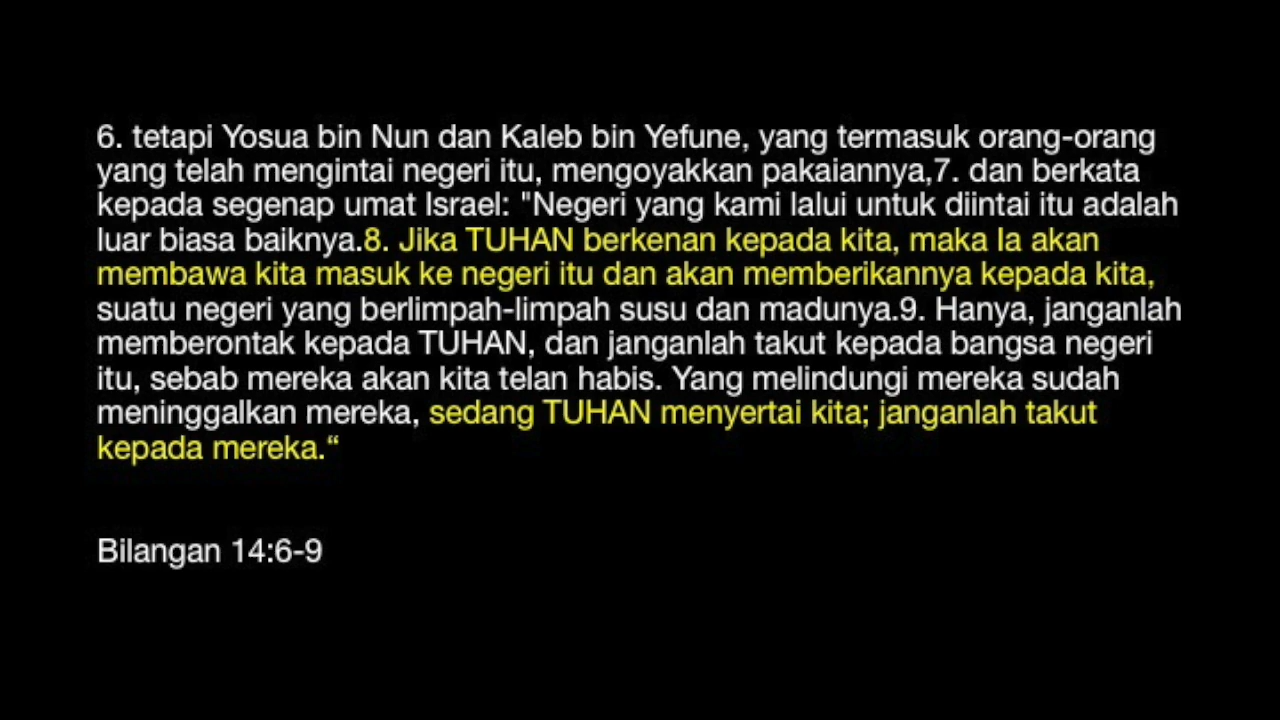 6. tetapi Yosua bin Nun dan Kaleb bin Yefune, yang termasuk orang-orang
yang telah mengintai negeri itu, mengoyakkan pakaiannya,7. dan berkata
kepada segenap umat Israel: "Negeri yang kami lalui untuk diintai itu adalah
luar biasa baiknya.8. Jika TUHAN berkenan kepada kita, maka Ia akan
membawa kita masuk ke negeri itu dan akan memberikannya kepada kita,
suatu negeri yang berlimpah-limpah susu dan madunya.9. Hanya, janganlah
memberontak kepada TUHAN, dan janganlah takut kepada bangsa negeri
itu, sebab mereka akan kita telan habis. Yang melindungi mereka sudah
meninggalkan mereka, sedang TUHAN menyertai kita; janganlah takut
kepada mereka.“
Bilangan 14:6-9